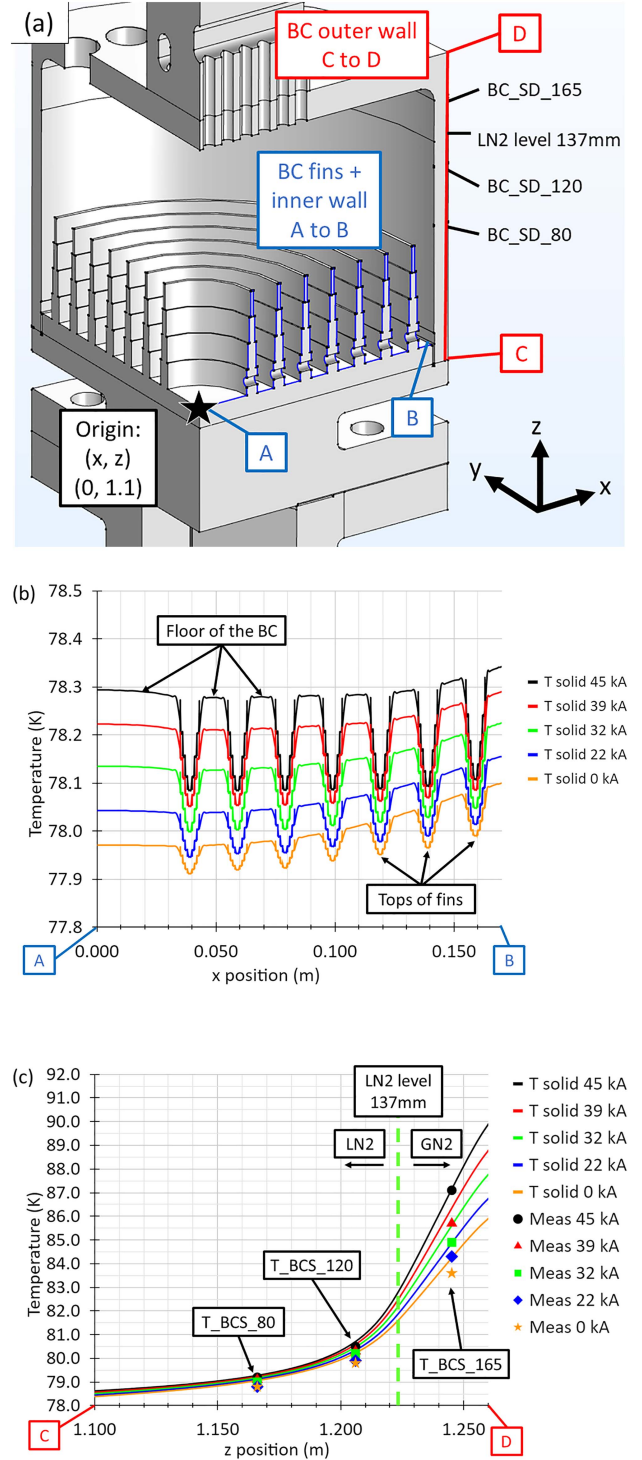 (a)
BC outer wall
C to D
D
BC_SD_165
LN2 level 137mm
BC_SD_120
BC_SD_80
BC fins +
inner wall
A to B
C
B
A
Origin:
(x, z)
(0, 1.1)
z
y
x
(b)
78.5
78.4
78.3
78.2
78.1
78.0
77.9
77.8
Temperature (K)
Floor of the BC
Tops of fins
T solid 45 kA
T solid 39 kA
T solid 32 kA
T solid 22 kA
T solid 0 kA
A
0.000
0.050
0.100
0.150
B
x position (m)
(c)
92.0
91.0
90.0
89.0
88.0
87.0
86.0
85.0
84.0
83.0
82.0
81.0
80.0
79.0
78.0
Temperature (K)
LN2 level
137mm
LN2
GN2
T_BCS_120
T_BCS_80
T_BCS_165
T solid 45 kA
T solid 39 kA
T solid 32 kA
T solid 22 kA
T solid 0 kA
Meas 45 kA
Meas 39 kA
Meas 32 kA
Meas 22 kA
Meas 0 kA
C
1.100
1.150
1.200
1.250
D
z position (m)